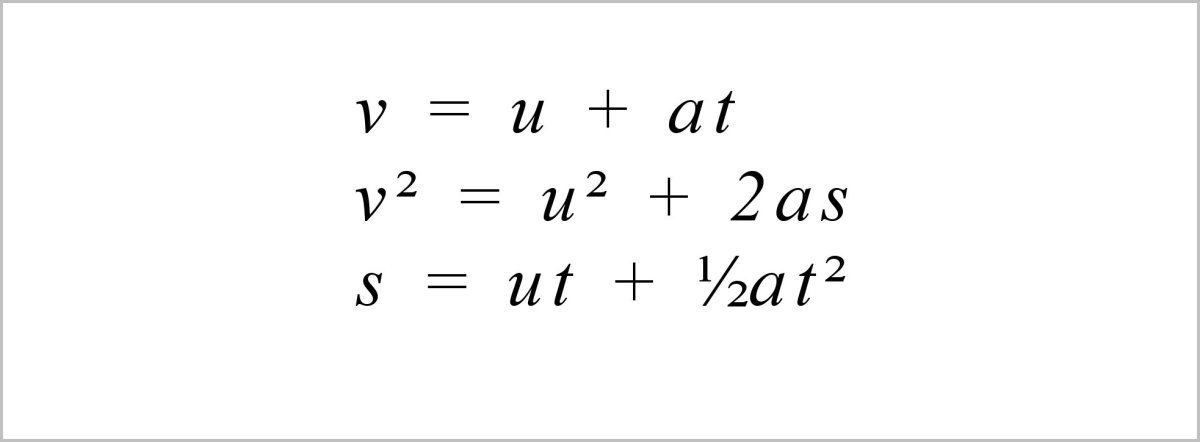 v = u + at
v² = u² + 2as
s = ut + ½at²